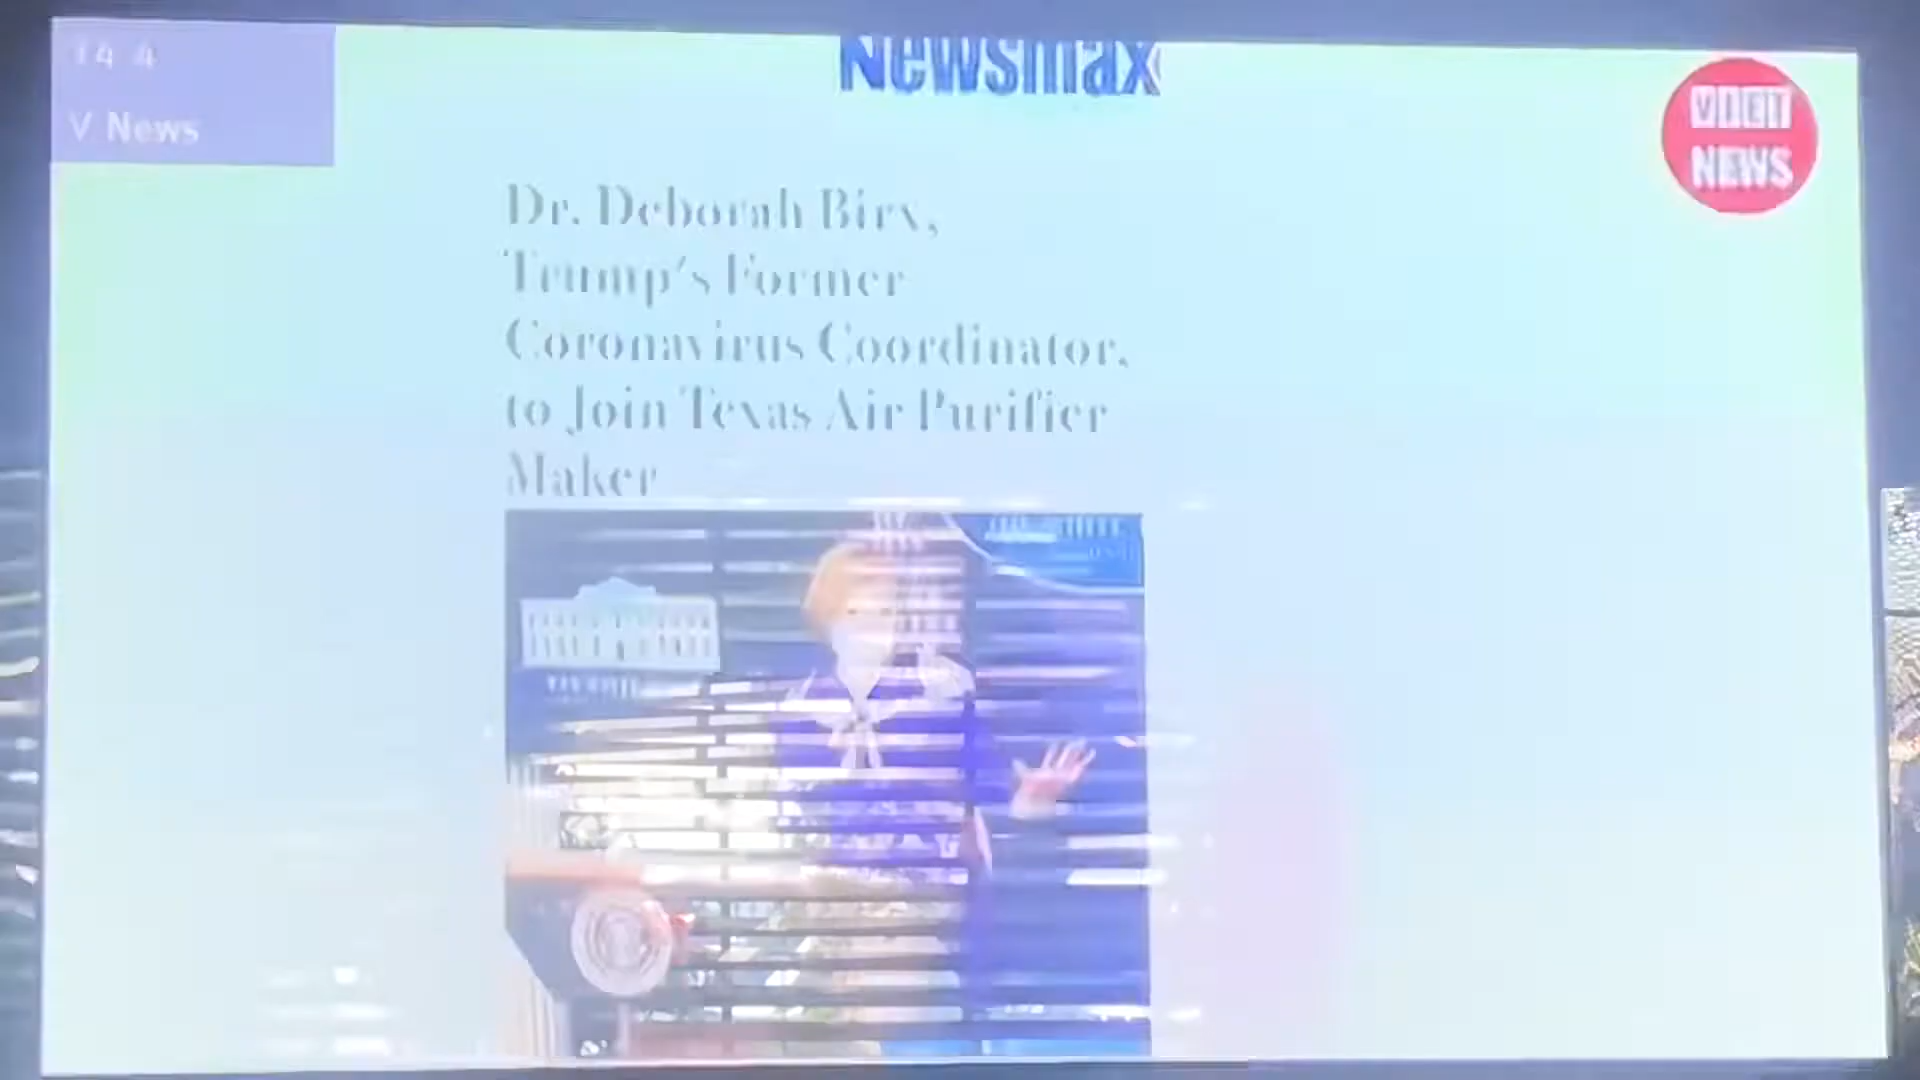 V News
Newsmax
VIET
NEWS
Dr. Deborah Birx,
Trump's Former
Coronavirus Coordinator,
to Join Texas Air Purifier
Maker